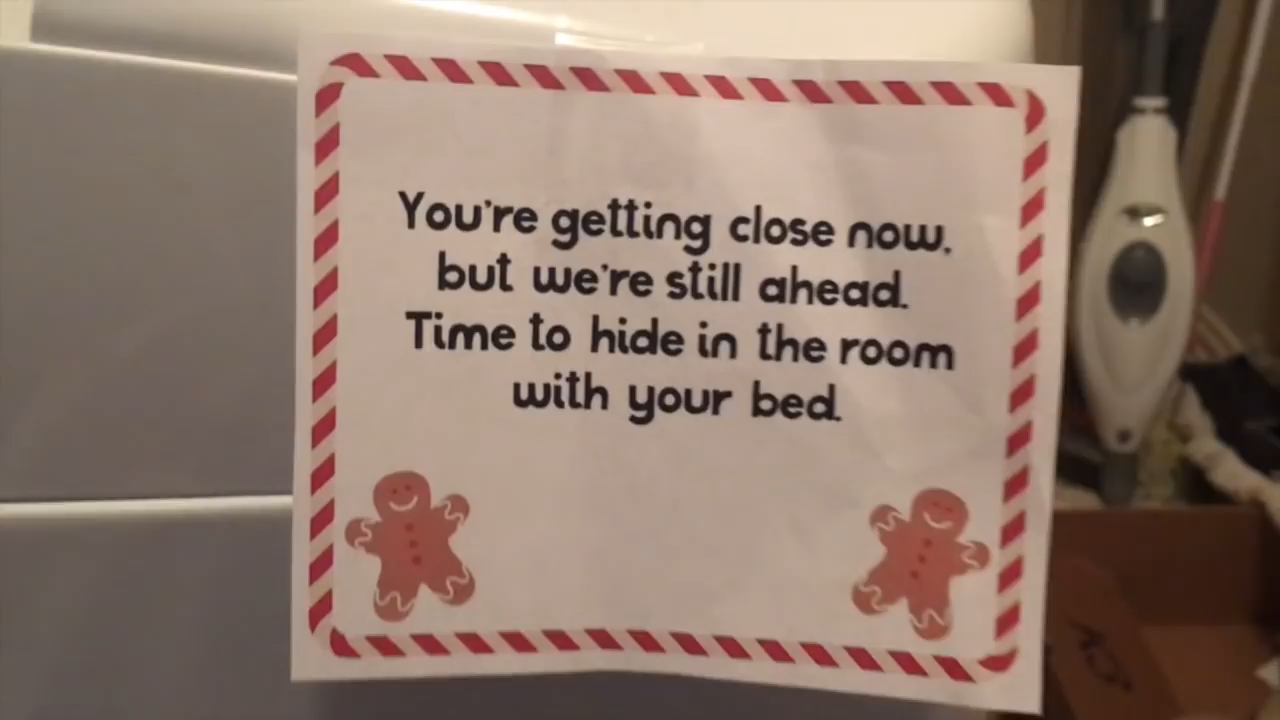 You're getting close now,
but we're still ahead.
Time to hide in the room
with your bed.